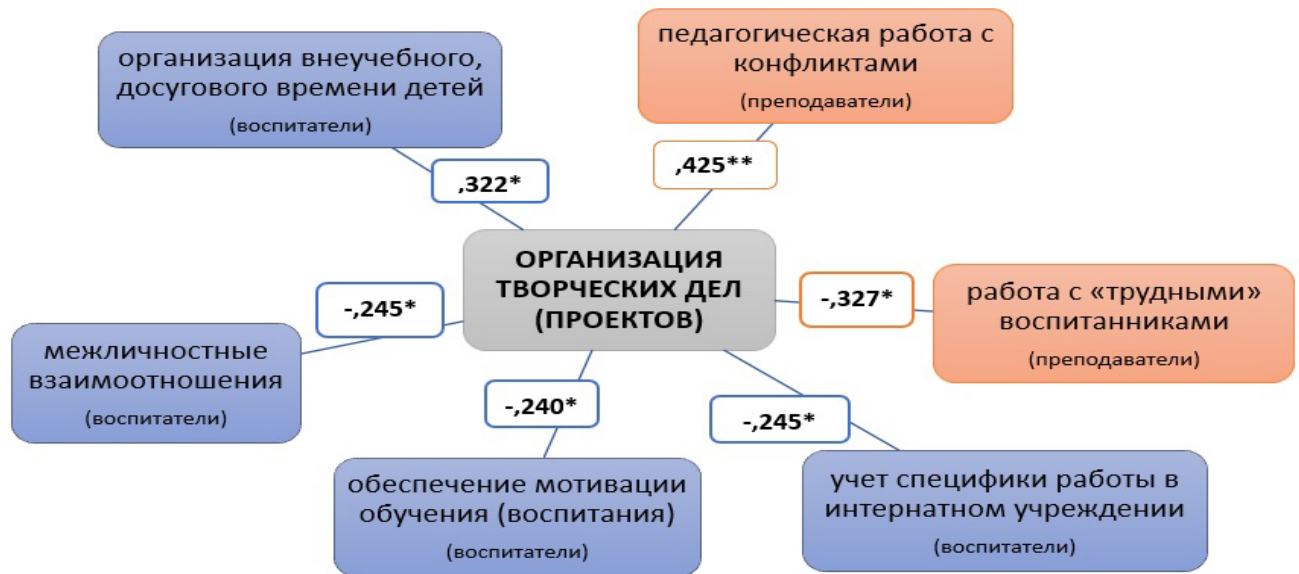 организация внеучебного,
досугового времени детей
(воспитатели)
педагогическая работа с
конфликтами
(преподаватели)
,322*
,425**
ОРГАНИЗАЦИЯ
ТВОРЧЕСКИХ ДЕЛ
(ПРОЕКТОВ)
-,245*
-,327*
межличностные
взаимоотношения
(воспитатели)
работа с «трудными»
воспитанниками
(преподаватели)
-,240*
-,245*
обеспечение мотивации
обучения (воспитания)
(воспитатели)
учет специфики работы в
интернатном учреждении
(воспитатели)